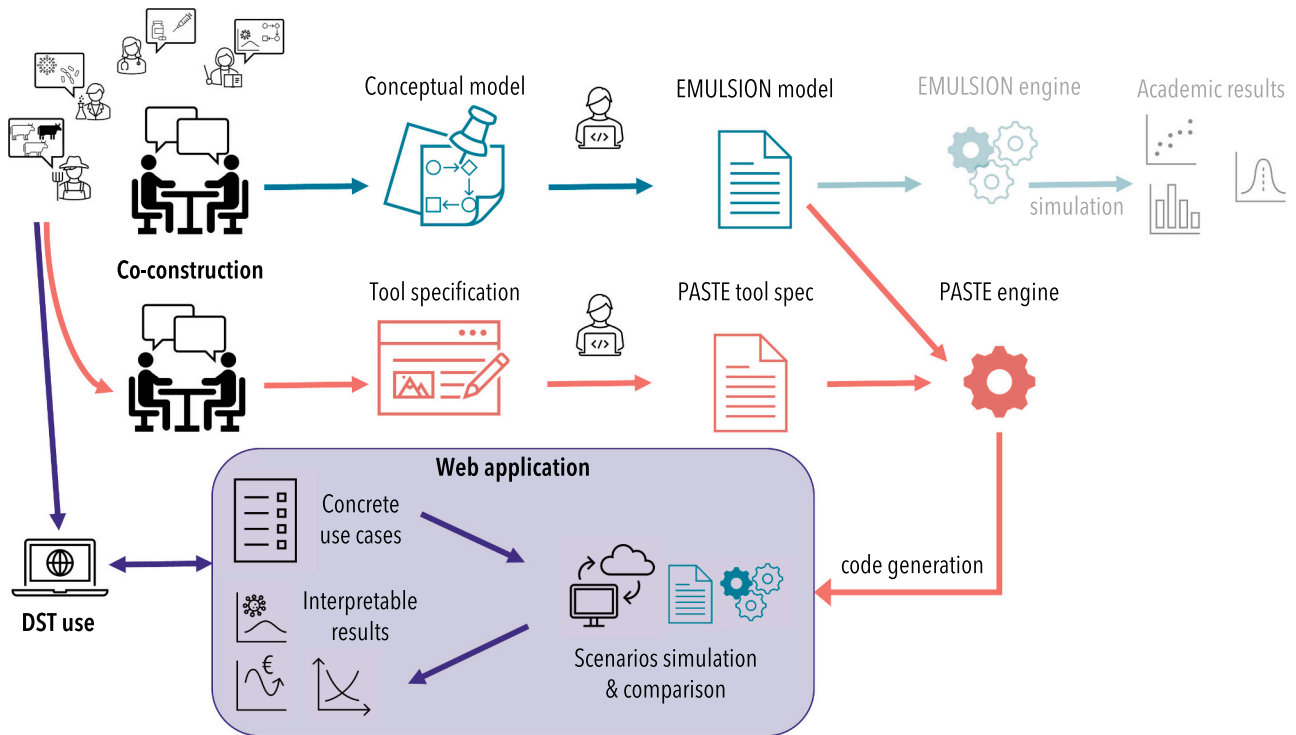 Conceptual model
EMULSION model
EMULSION engine
Academic results
</>
simulation
Co-construction
Tool specification
PASTE tool spec
PASTE engine
</>
Web application
Concrete
use cases
code generation
Interpretable
results
DST use
€
Scenarios simulation
& comparison